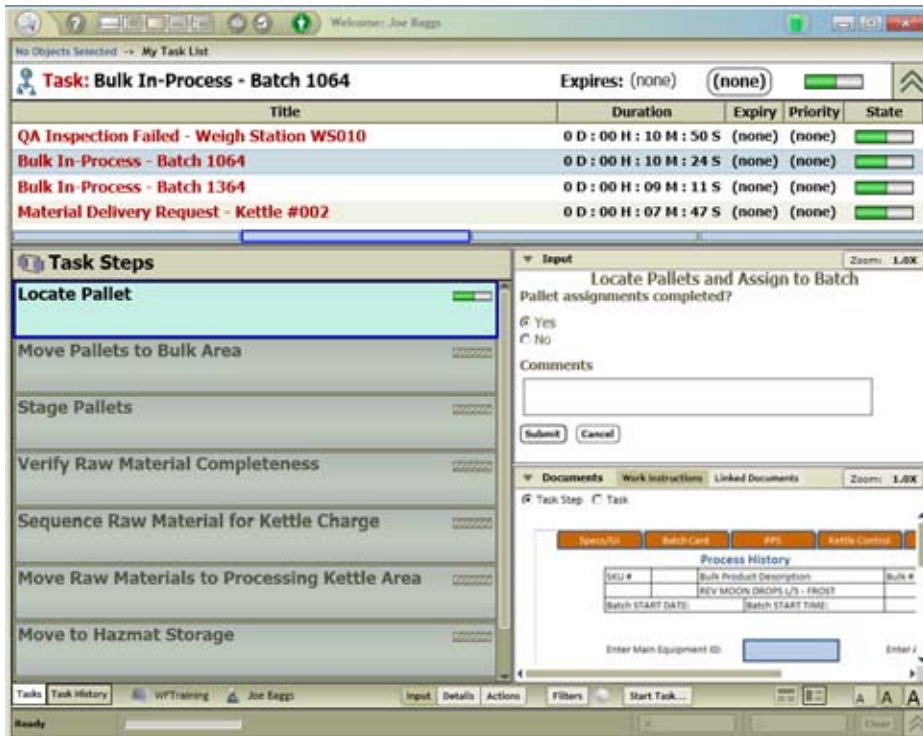 Welcome: Joe Baggs
No Objects Selected -> My Task List
Task: Bulk In-Process - Batch 1064 Expires: (none) (none)
Title Duration Expiry Priority State
QA Inspection Failed - Weigh Station WS010 0 D : 00 H : 10 M : 50 S (none) (none)
Bulk In-Process - Batch 1064 0 D : 00 H : 10 M : 24 S (none) (none)
Bulk In-Process - Batch 1364 0 D : 00 H : 09 M : 11 S (none) (none)
Material Delivery Request - Kettle #002 0 D : 00 H : 07 M : 47 S (none) (none)
Task Steps
Locate Pallet
Move Pallets to Bulk Area
Stage Pallets
Verify Raw Material Completeness
Sequence Raw Material for Kettle Charge
Move Raw Materials to Processing Kettle Area
Move to Hazmat Storage
Input Zoom: 1.0X
Locate Pallets and Assign to Batch
Pallet assignments completed?
Yes
No
Comments
Submit Cancel
Documents Work Instructions Linked Documents Zoom: 1.0X
Task Step Task
Specs/GI Batch Card PPS Kettle Control
Process History
SKU # Bulk Product Description Bulk #
REV MOON DROPS L/S - FROST
Batch START DATE: Batch START TIME:
Enter Main Equipment ID: Enter
Tasks Task History WFTraining Joe Baggs Input Details Actions Filters Start Task... A A A
Ready Clear